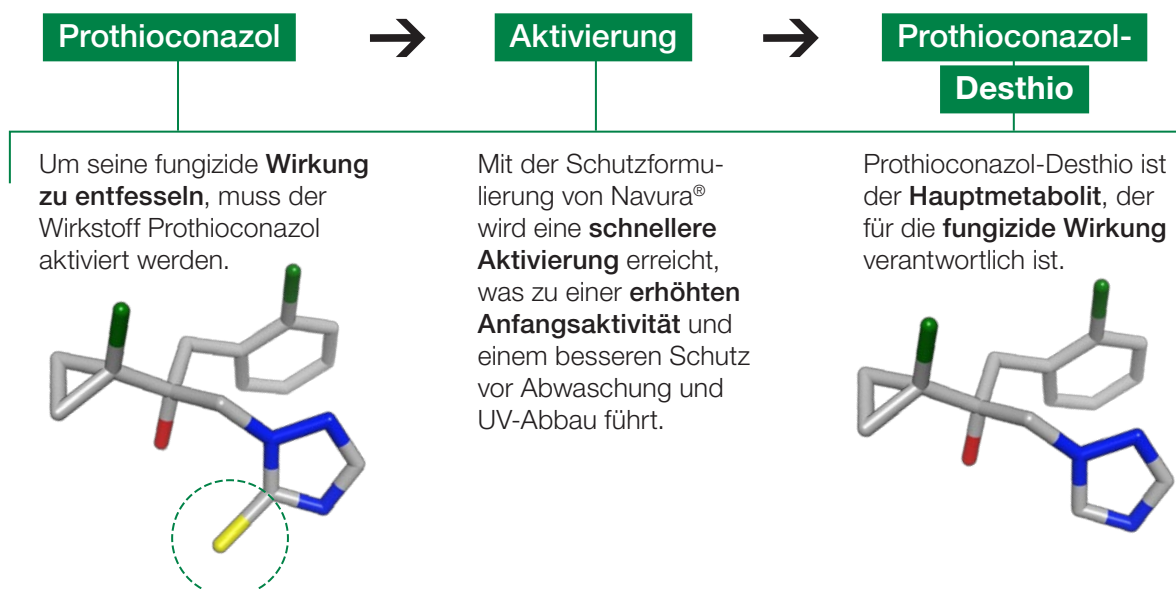 Prothioconazol
Aktivierung
Prothioconazol-
Desthio
Um seine fungizide Wirkung
zu entfesseln, muss der
Wirkstoff Prothioconazol
aktiviert werden.
Mit der Schutzformu-
lierung von Navura®
wird eine schnellere
Aktivierung erreicht,
was zu einer erhöhten
Anfangsaktivität und
einem besseren Schutz
vor Abwaschung und
UV-Abbau führt.
Prothioconazol-Desthio ist
der Hauptmetabolit, der
für die fungizide Wirkung
verantwortlich ist.